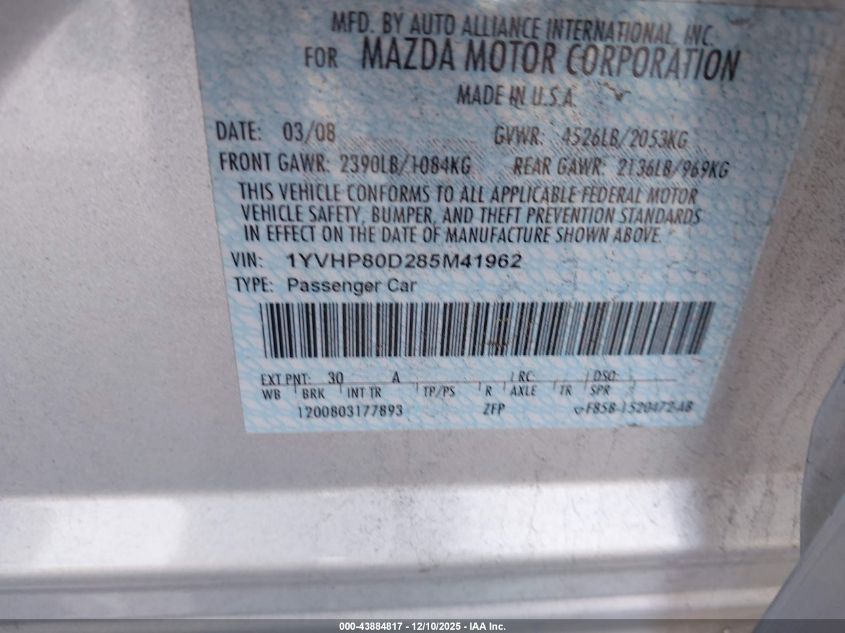 MFD. BY AUTO ALLIANCE INTERNATIONAL, INC.
FOR MAZDA MOTOR CORPORATION
MADE IN U.S.A.
DATE: 03/08 GVWR: 4526LB/2053KG
FRONT GAWR: 2390LB/1084KG REAR GAWR: 2136LB/969KG
THIS VEHICLE CONFORMS TO ALL APPLICABLE FEDERAL MOTOR
VEHICLE SAFETY, BUMPER, AND THEFT PREVENTION STANDARDS
IN EFFECT ON THE DATE OF MANUFACTURE SHOWN ABOVE.
VIN: 1YVHP80D285M41962
TYPE: Passenger Car
EXT PNT: 30 A RC: DSO:
WB BRK INT TR TP/PS R AXLE TR SPR
1200803177893 ZFP F85B-1520472-AB
000-43884817 - 12/10/2025 - IAA Inc.